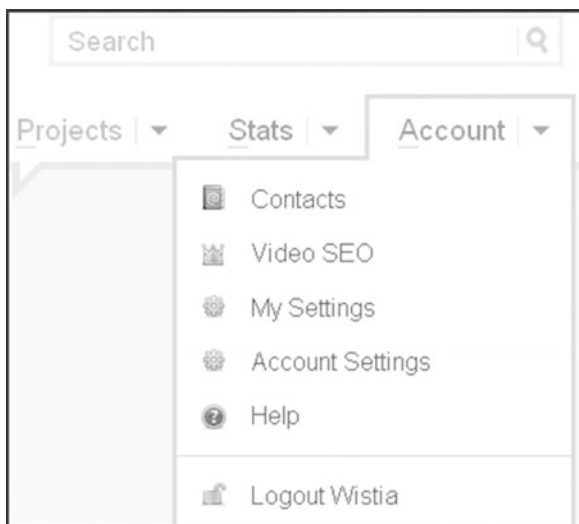 Search
Projects Stats Account
Contacts
Video SEO
My Settings
Account Settings
Help
Logout Wistia